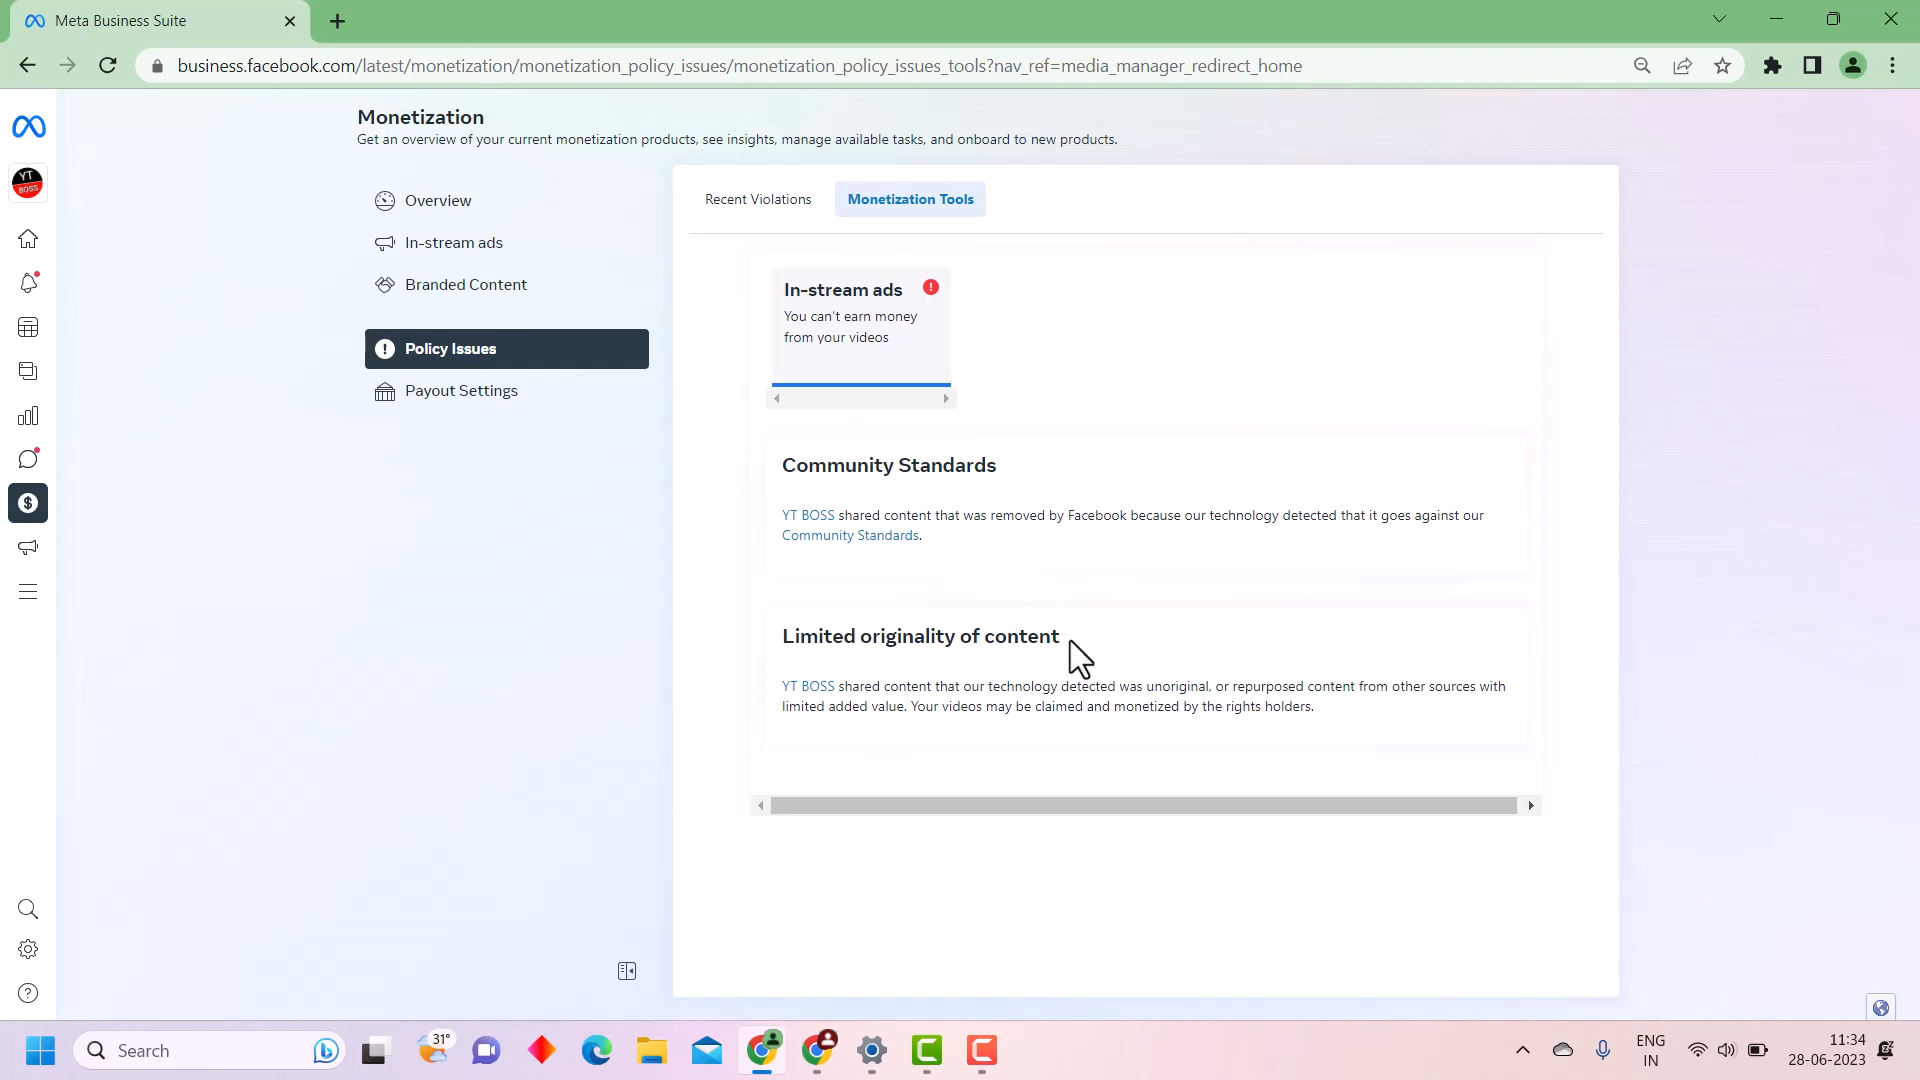 Meta Business Suite
business.facebook.com/latest/monetization/monetization_policy_issues/monetization_policy_issues_tools?nav_ref=media_manager_redirect_home
Monetization
Get an overview of your current monetization products, see insights, manage available tasks, and onboard to new products.
YT
BOSS
Overview
In-stream ads
Branded Content
Policy Issues
Payout Settings
Recent Violations
Monetization Tools
In-stream ads
You can't earn money
from your videos
Community Standards
YT BOSS shared content that was removed by Facebook because our technology detected that it goes against our
Community Standards.
Limited originality of content
YT BOSS shared content that our technology detected was unoriginal, or repurposed content from other sources with
limited added value. Your videos may be claimed and monetized by the rights holders.
Search
31°
ENG
IN
11:34
28-06-2023